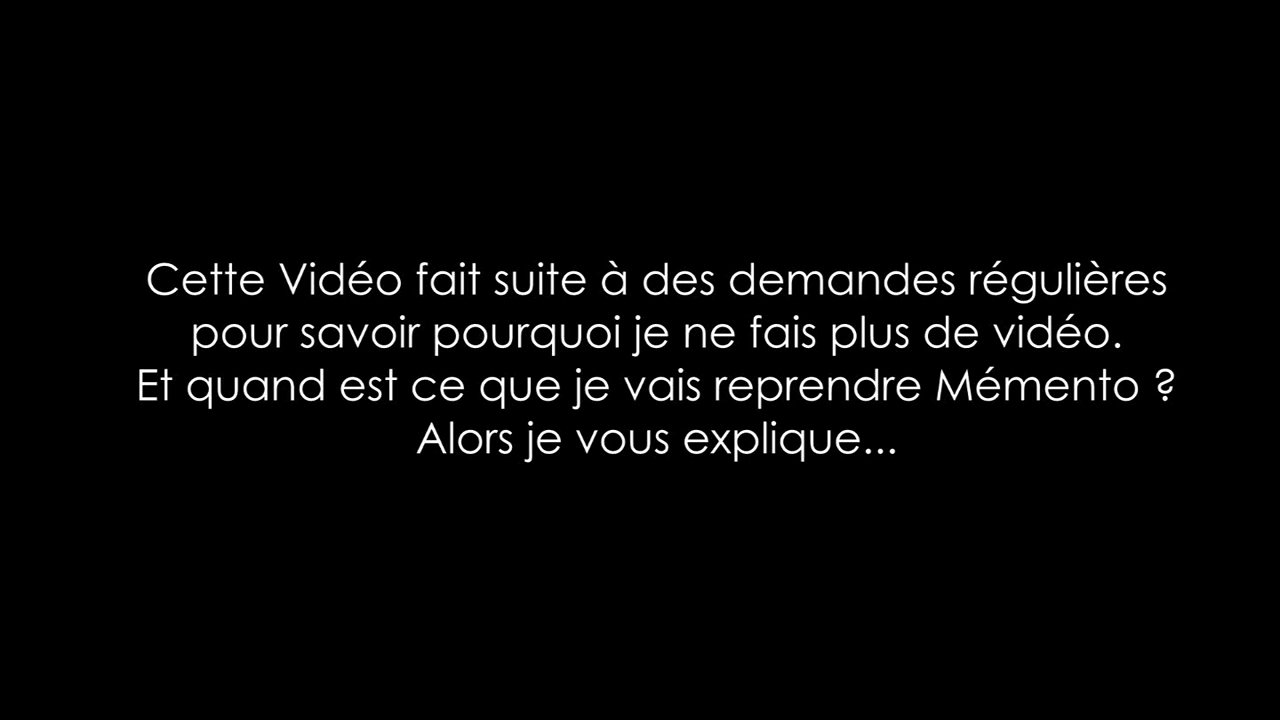 Cette Vidéo fait suite à des demandes régulières
pour savoir pourquoi je ne fais plus de vidéo.
Et quand est ce que je vais reprendre Mémento ?
Alors je vous explique...